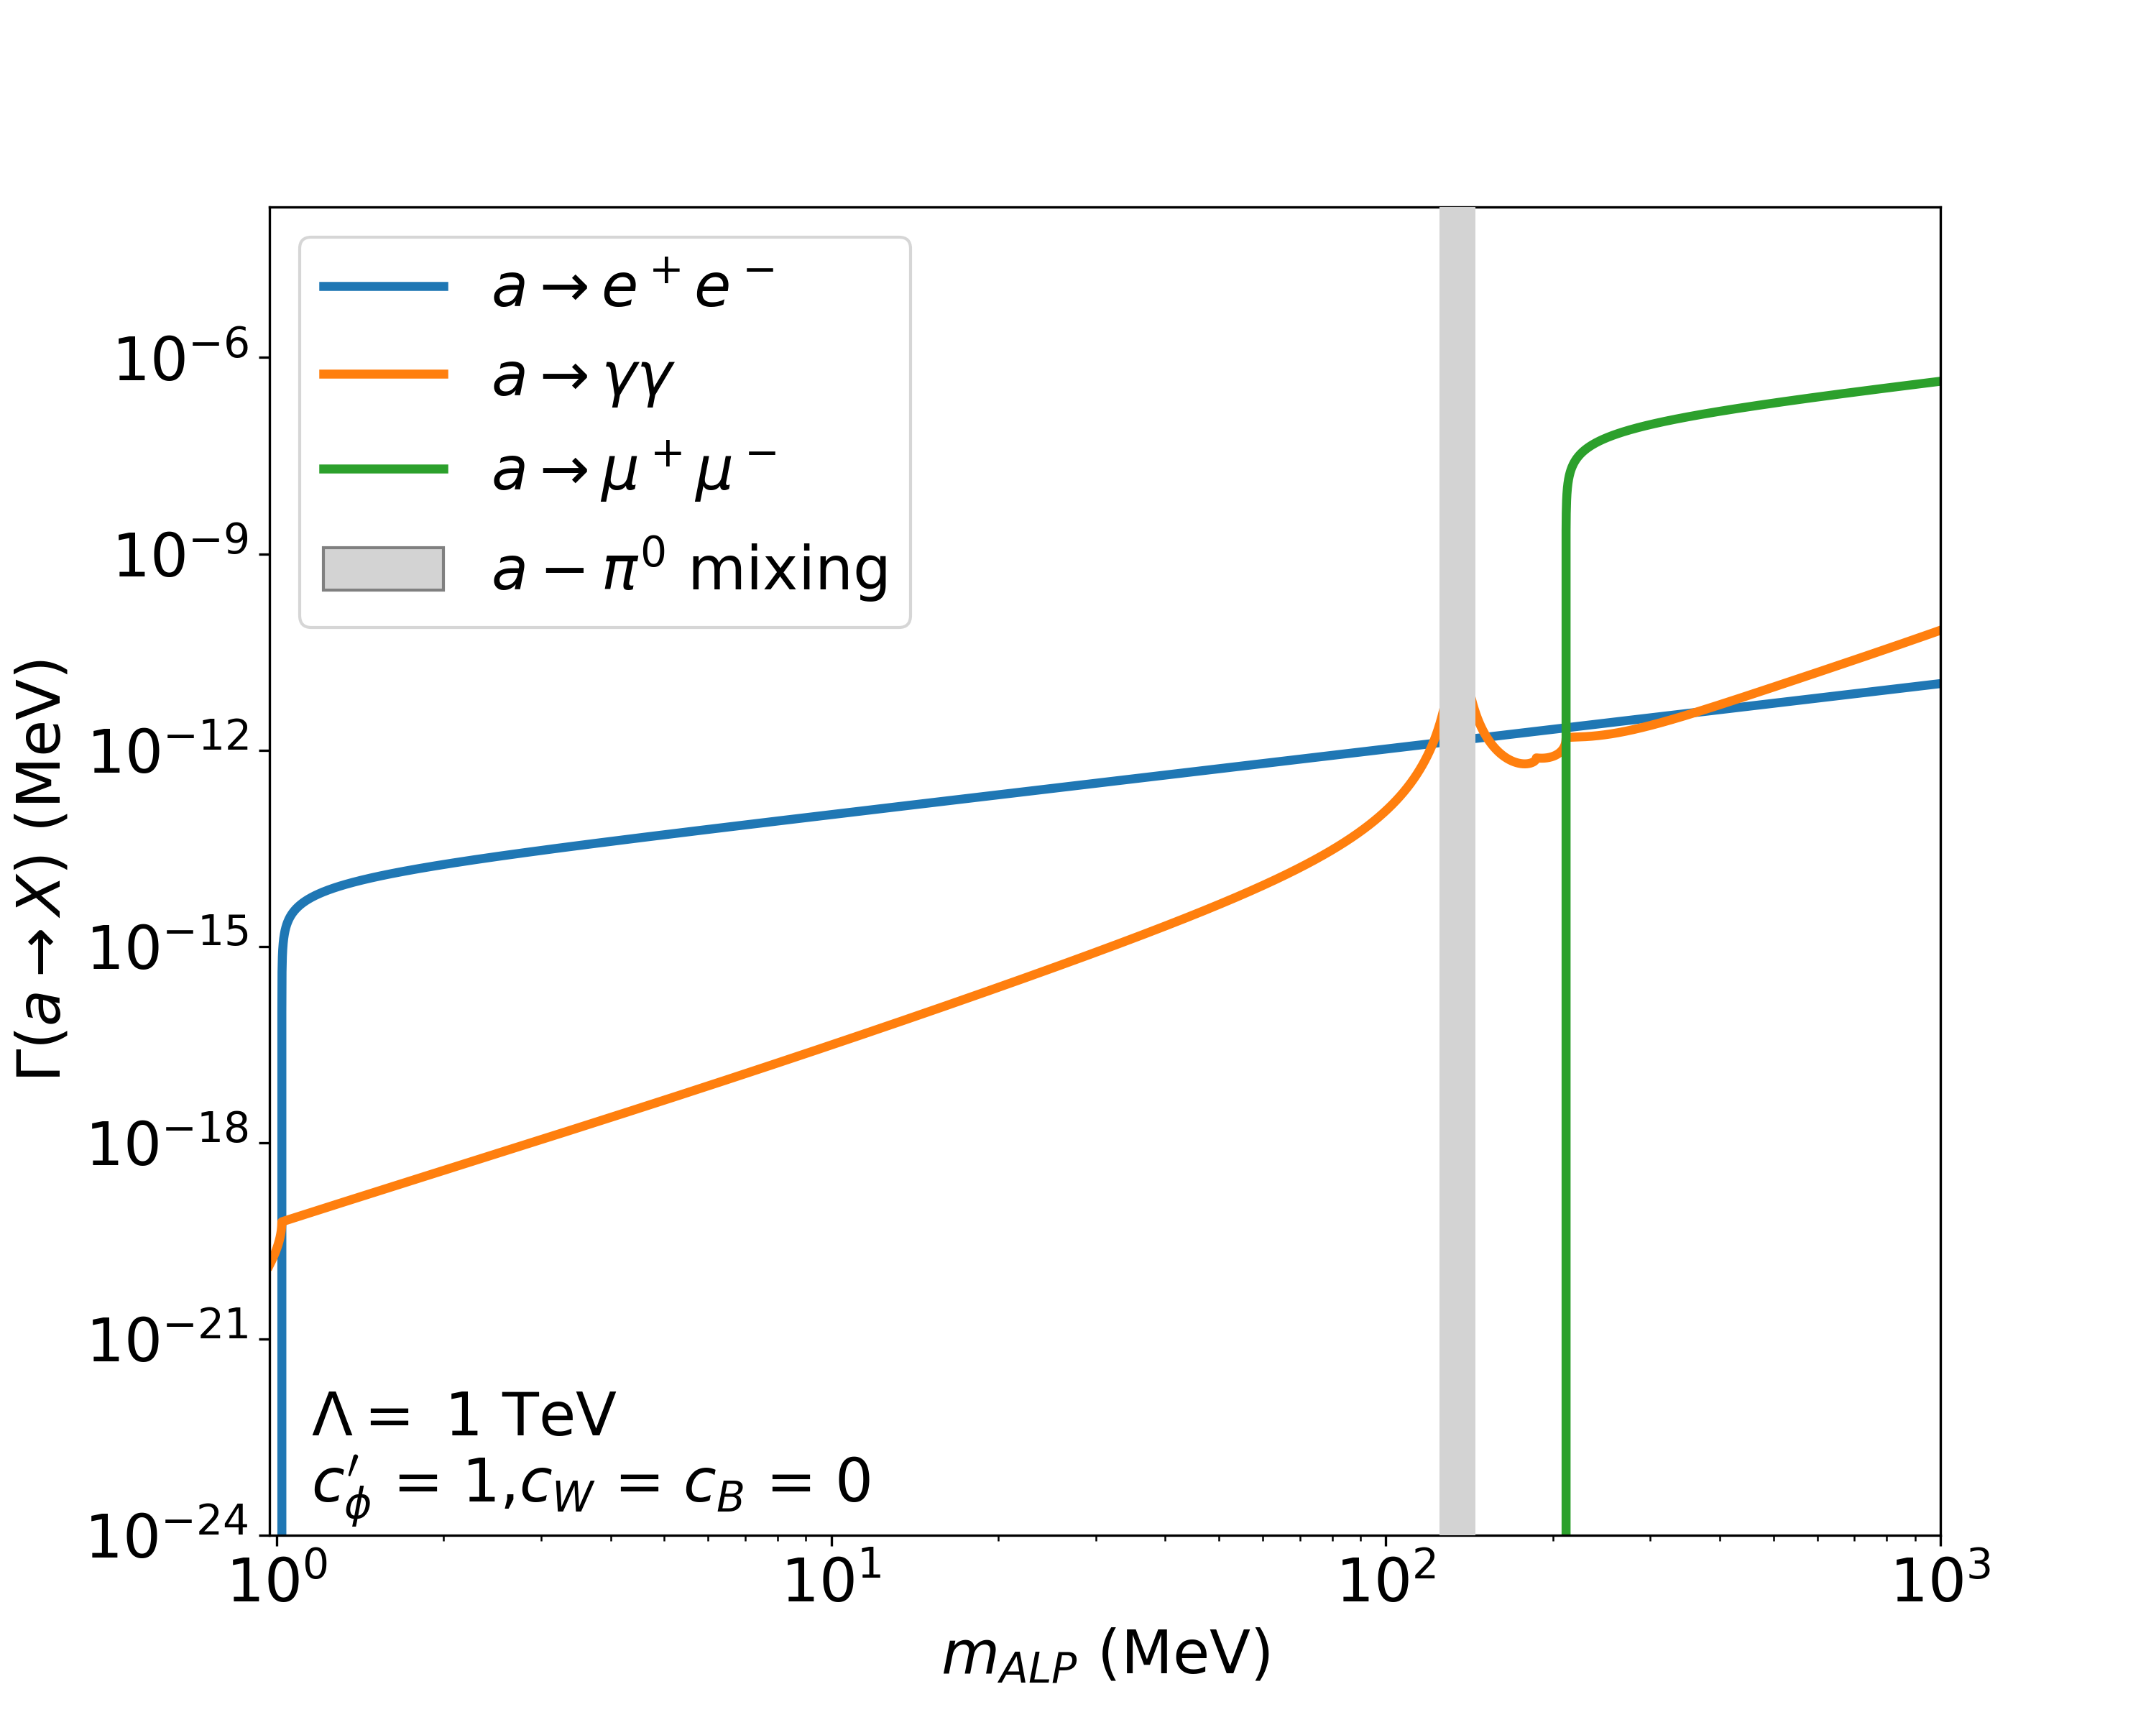 a → e⁺e⁻
a → γγ
a → μ⁺μ⁻
a − π⁰ mixing
Γ(a → X) (MeV)
10⁻⁶
10⁻⁹
10⁻¹²
10⁻¹⁵
10⁻¹⁸
10⁻²¹
10⁻²⁴
Λ = 1 TeV
c′_ϕ = 1, c_W = c_B = 0
10⁰ 10¹ 10² 10³
m_ALP (MeV)